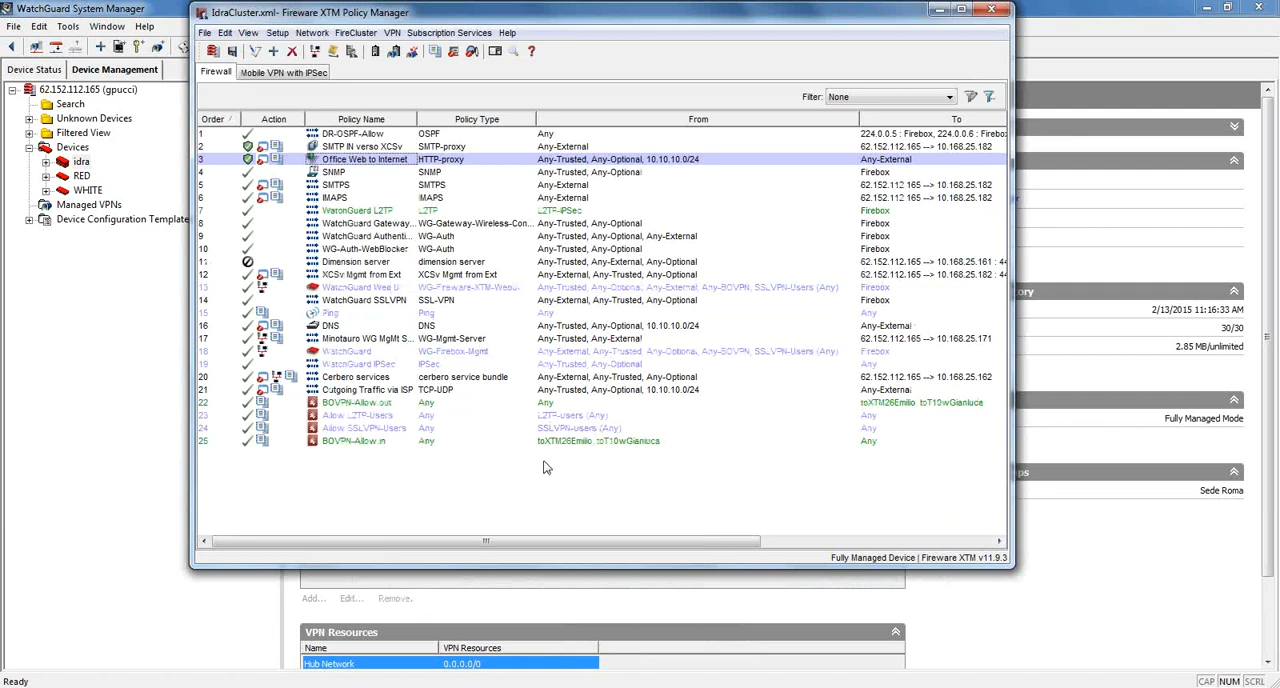 WatchGuard System Manager
File Edit Tools Window Help
Device Status Device Management
62.152.112.165 (gpucci)
Search
Unknown Devices
Filtered View
Devices
idra
RED
WHITE
Managed VPNs
Device Configuration Template
IdraCluster.xml- Fireware XTM Policy Manager
File Edit View Setup Network FireCluster VPN Subscription Services Help
Firewall Mobile VPN with IPSec
Filter: None
Order / Action Policy Name Policy Type From To
1 DR-OSPF-Allow OSPF Any 224.0.0.5: Firebox, 224.0.0.6 : Firebox
2 SMTP IN verso XCSv SMTP-proxy Any-External 62.152.112.165 --> 10.168.25.182
3 Office Web to Internet HTTP-proxy Any-Trusted, Any-Optional, 10.10.10.0/24 Any-External
4 SNMP SNMP Any-Trusted, Any-Optional Firebox
5 SMTPS SMTPS Any-External 62.152.112.165 --> 10.168.25.182
6 IMAPS IMAPS Any-External 62.152.112.165 --> 10.168.25.182
7 WatchGuard L2TP L2TP L2TP-IPSec Firebox
8 WatchGuard Gateway... WG-Gateway-Wireless-Con... Any-Trusted, Any-Optional Firebox
9 WatchGuard Authenti... WG-Auth Any-Trusted, Any-Optional, Any-External Firebox
10 WG-Auth-WebBlocker WG-Auth Any-Trusted, Any-Optional Firebox
11 Dimension server dimension server Any-External 62.152.112.165 --> 10.168.25.161 : 44
12 XCSv Mgmt from Ext XCSv Mgmt Any-External, Any-Trusted, Any-Optional 62.152.112.165 --> 10.168.25.182 : 44
13 WatchGuard Web UI WG-Fireware-XTM-Webui Any-External, Any-Trusted, Any-BOVPN, SSLVPN-Users (Any) Firebox
14 WatchGuard SSLVPN SSL-VPN Any-External, Any-Trusted, Any-Optional Firebox
15 Ping Ping Any Any
16 DNS DNS Any-Trusted, Any-Optional, 10.10.10.0/24 Any-External
17 Minotauro WG MgMt S... WG-Mgmt-Server Any-Trusted, Any-External 62.152.112.165 --> 10.168.25.171
18 WatchGuard WG-Firebox-Mgmt Any-External, Any-Trusted, Any-Optional, Any-BOVPN, SSLVPN-Users (Any) Firebox
19 WatchGuard IPSec IPSec Any-External, Any-Trusted, Any-Optional Firebox
20 Cerbero services cerbero service bundle Any-External, Any-Trusted, Any-Optional 62.152.112.165 --> 10.168.25.162
21 Outgoing Traffic via ISP TCP-UDP Any-Trusted, Any-Optional, 10.10.10.0/24 Any-External
22 BOVPN-Allow.out Any Any toXTM26Emilio, toT10wGianluca
23 Allow L2TP-Users Any L2TP-users (Any) Any
24 Allow SSLVPN-Users Any SSLVPN-users (Any) Any
25 BOVPN-Allow.in Any toXTM26Emilio, toT10wGianluca Any
Fully Managed Device | Fireware XTM v11.9.3
ory
2/13/2015 11:16:33 AM
30/30
2.85 MB/unlimited
Fully Managed Mode
ps
Sede Roma
Add... Edit... Remove.
VPN Resources
Name VPN Resources
Hub Network 0.0.0.0/0
Ready
CAP NUM SCRL